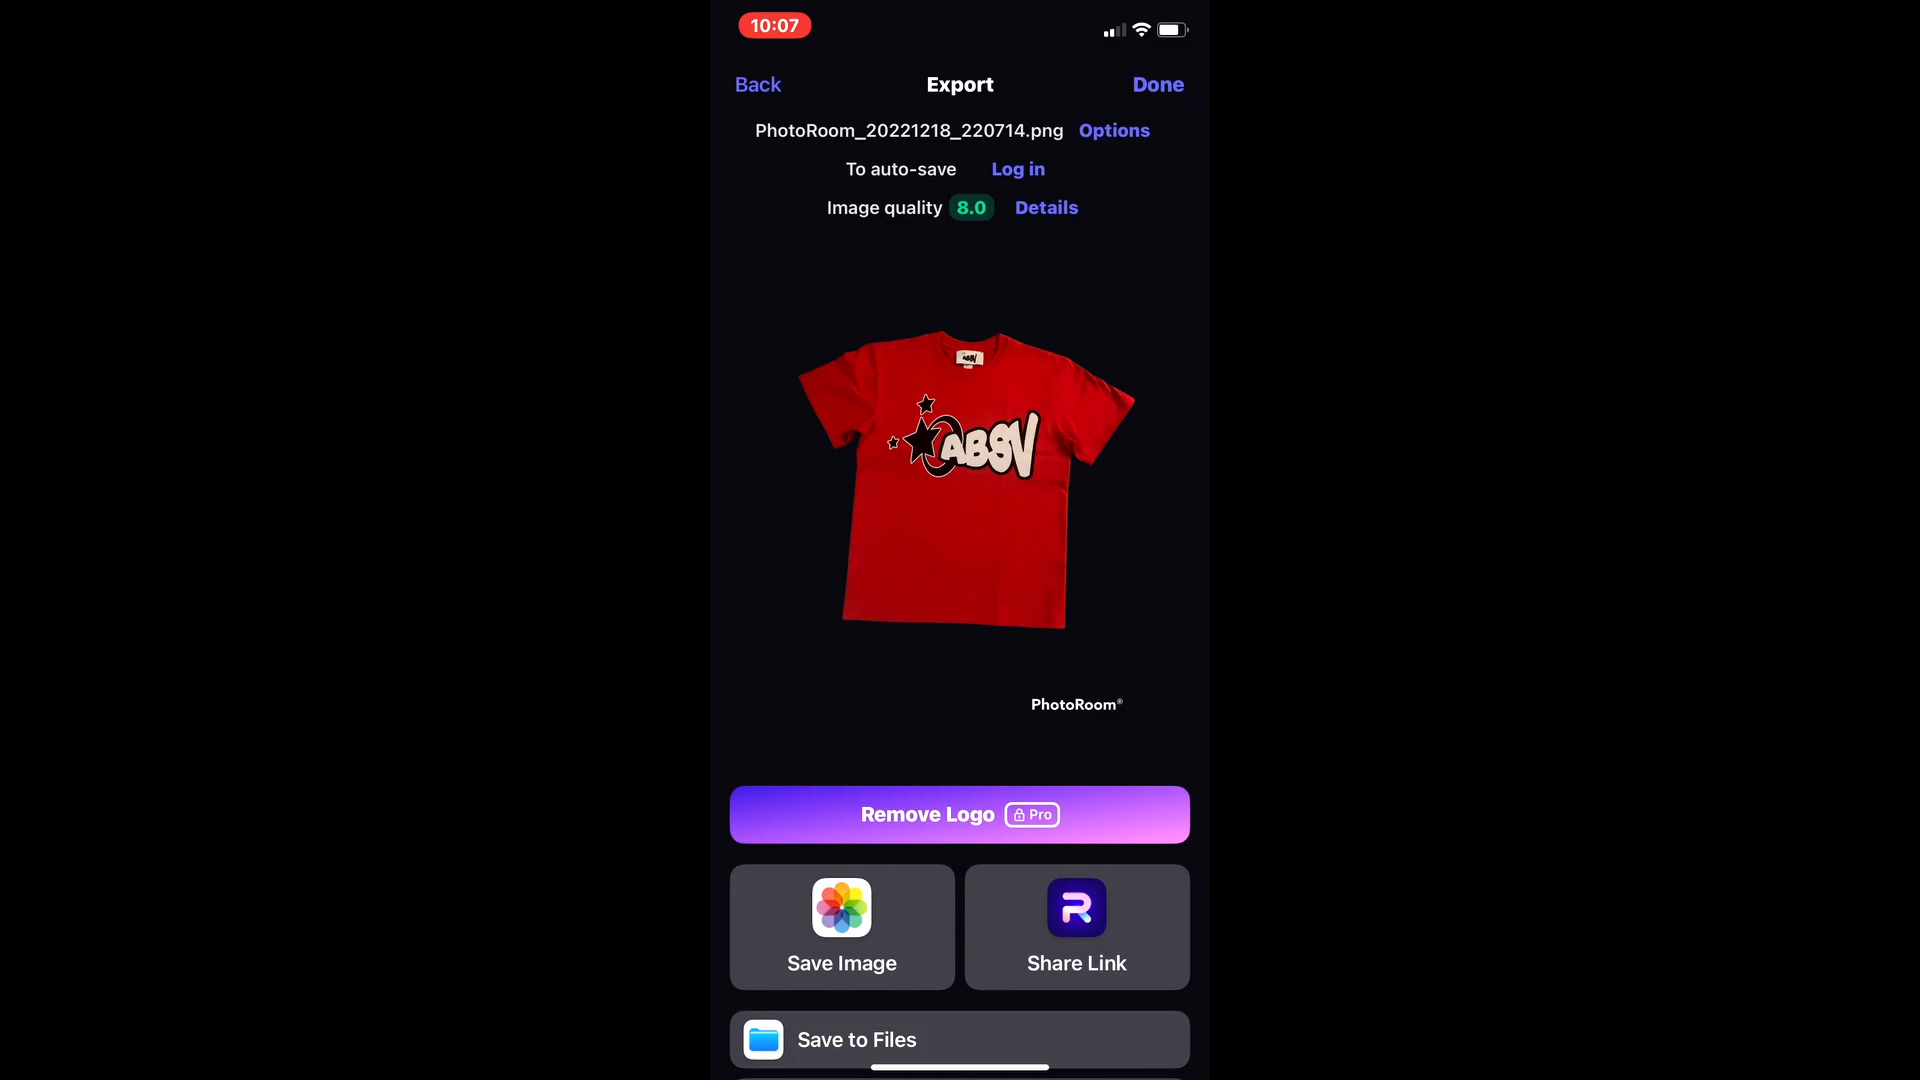 10:07
Back Export Done
PhotoRoom_20221218_220714.png Options
To auto-save Log in
Image quality 8.0 Details
ABSV
ABSV
PhotoRoom®
Remove Logo Pro
Save Image Share Link
Save to Files